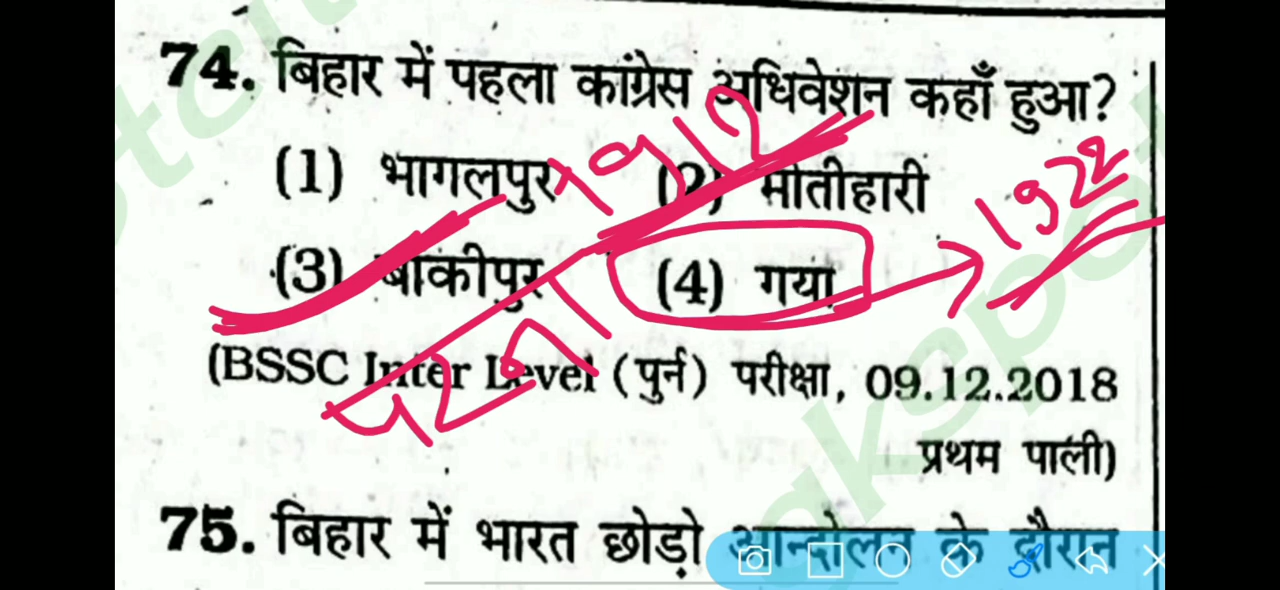 74. बिहार में पहला कांग्रेस अधिवेशन कहाँ हुआ?
(1) भागलपुर (2) मोतीहारी
1912
1922
(3) बांकीपुर (4) गया
पटना
(BSSC Inter Level (पुर्न) परीक्षा, 09.12.2018
प्रथम पाली)
75. बिहार में भारत छोड़ो आन्दोलन के दौरान